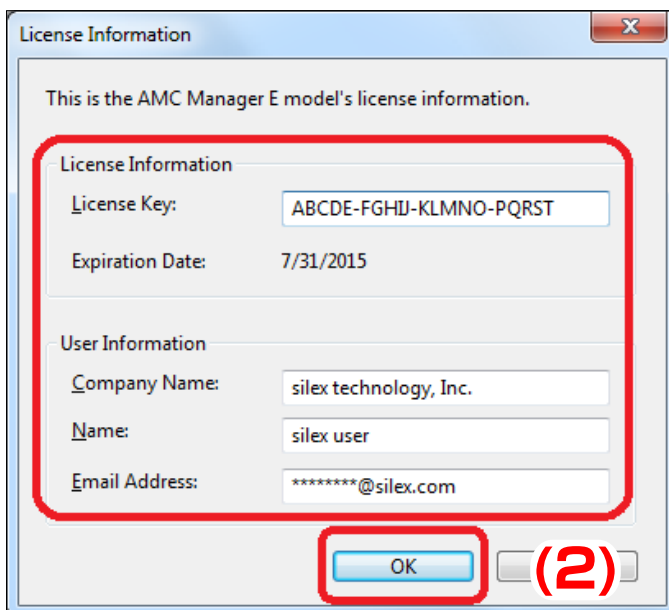 License Information
x
This is the AMC Manager E model's license information.
License Information
License Key: ABCDE-FGHIJ-KLMNO-PQRST
Expiration Date: 7/31/2015
User Information
Company Name: silex technology, Inc.
Name: silex user
Email Address: ********@silex.com
OK (2)